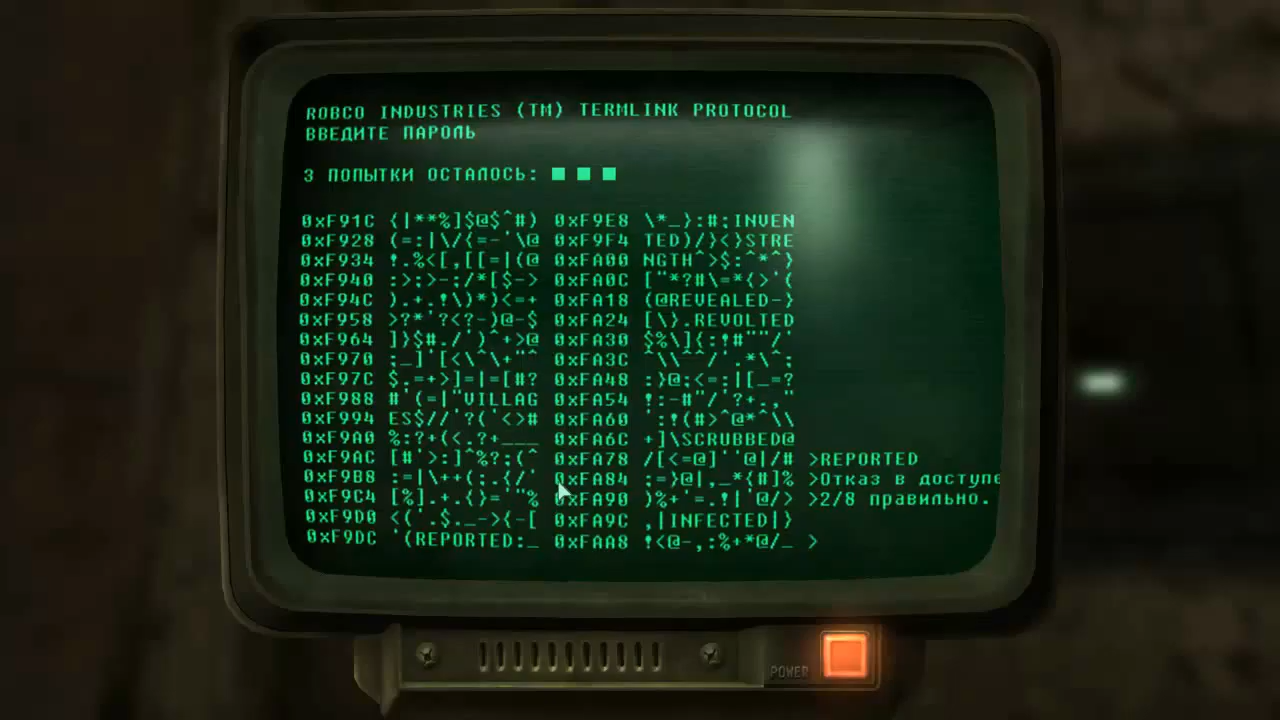 ROBCO INDUSTRIES (TM) TERMLINK PROTOCOL
ВВЕДИТЕ ПАРОЛЬ
3 ПОПЫТКИ ОСТАЛОСЬ: ■ ■ ■
0xF91C {|**%]$@$^#) 0xF9E8 \*_}:#;INVEN
0xF928 (=:|\/{=-'\@ 0xF9F4 TED)/}<}STRE
0xF934 !.%<[,[[=|(@ 0xFA00 NGTH^>$:^*^}
0xF940 :>;>-;/*[$-> 0xFA0C ["*?#\=*{>'(
0xF94C ).+.!\)*)<=+ 0xFA18 (@REVEALED-}
0xF958 >?*'?<?-)@-$ 0xFA24 [\}.REVOLTED
0xF964 ]}$#./')^+>@ 0xFA30 $%\]{:!#""/'
0xF970 ;_]'[<\^\+"^ 0xFA3C ^\\^^/'.*\^;
0xF97C $.=+>]=|=[#? 0xFA48 :}@;<=:|[_=?
0xF988 #'(=|"VILLAG 0xFA54 !:-#"/'?+.,"
0xF994 ES$//'?('<># 0xFA60 ':!(#>^@*^\\
0xF9A0 %:?+(<.?+___ 0xFA6C +]\SCRUBBED@
0xF9AC [#'>:]^%?;(^ 0xFA78 /[<=@]''@|/# >REPORTED
0xF9B8 :=|\++(:.{/' 0xFA84 :=}@|,_*{#]% >Отказ в доступе
0xF9C4 [%].+.{}='"% 0xFA90 )%+'=.!|'@/> >2/8 правильно.
0xF9D0 <('.$._->{-[ 0xFA9C ,|INFECTED|}
0xF9DC '(REPORTED:_ 0xFAA8 !<@-,:%+*@/_ >
POWER